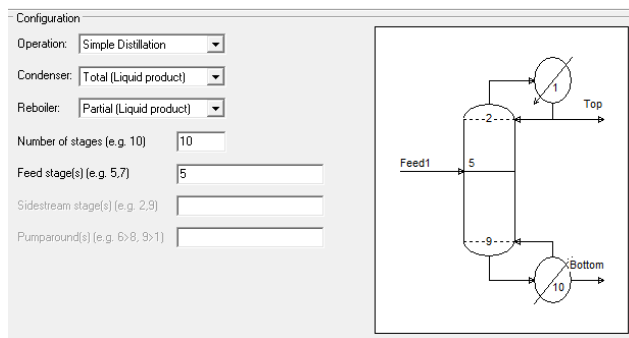 Configuration
Operation: Simple Distillation
Condenser: Total (Liquid product)
Reboiler: Partial (Liquid product)
Number of stages (e.g. 10) 10
Feed stage(s) (e.g. 5,7) 5
Sidestream stage(s) (e.g. 2,9)
Pumparound(s) (e.g. 6>8, 9>1)
1
Top
2
Feed1 5
9
Bottom
10